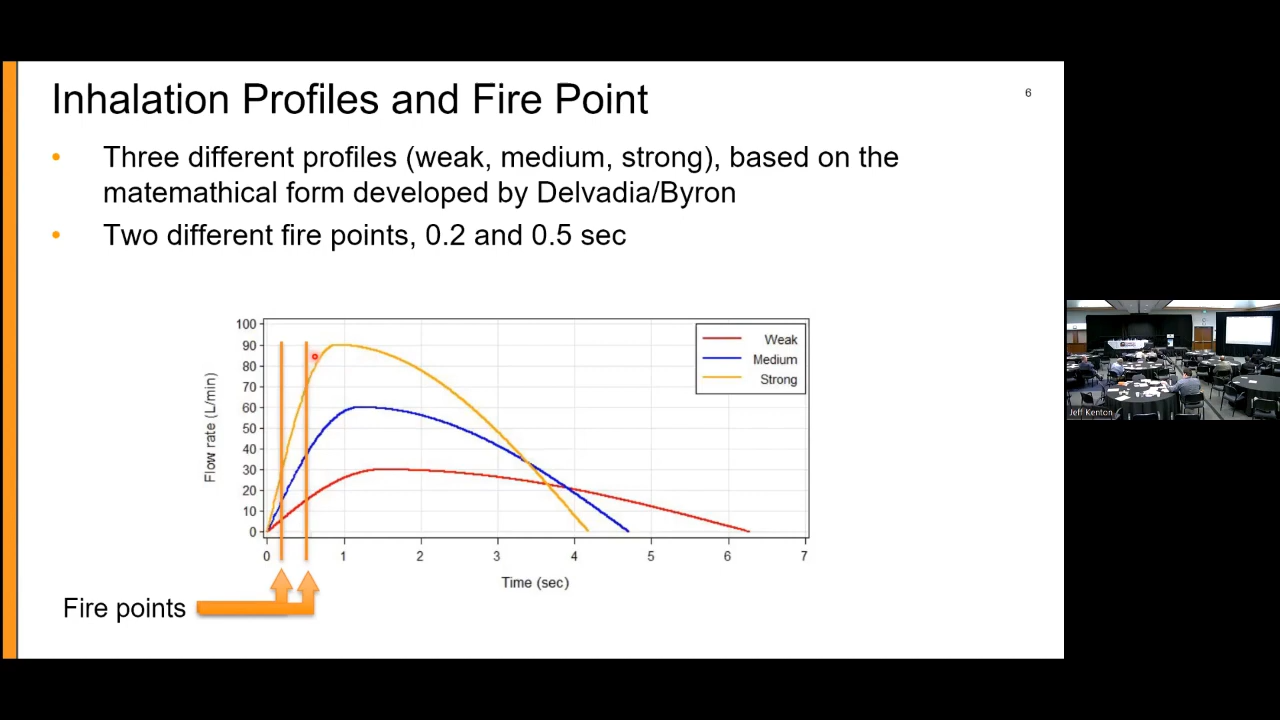 Inhalation Profiles and Fire Point
6
• Three different profiles (weak, medium, strong), based on the
matemathical form developed by Delvadia/Byron
• Two different fire points, 0.2 and 0.5 sec
100
90
80
70
60
50
40
30
20
10
0
Flow rate (L/min)
Weak
Medium
Strong
0 1 2 3 4 5 6 7
Time (sec)
Fire points
Jeff Kenton